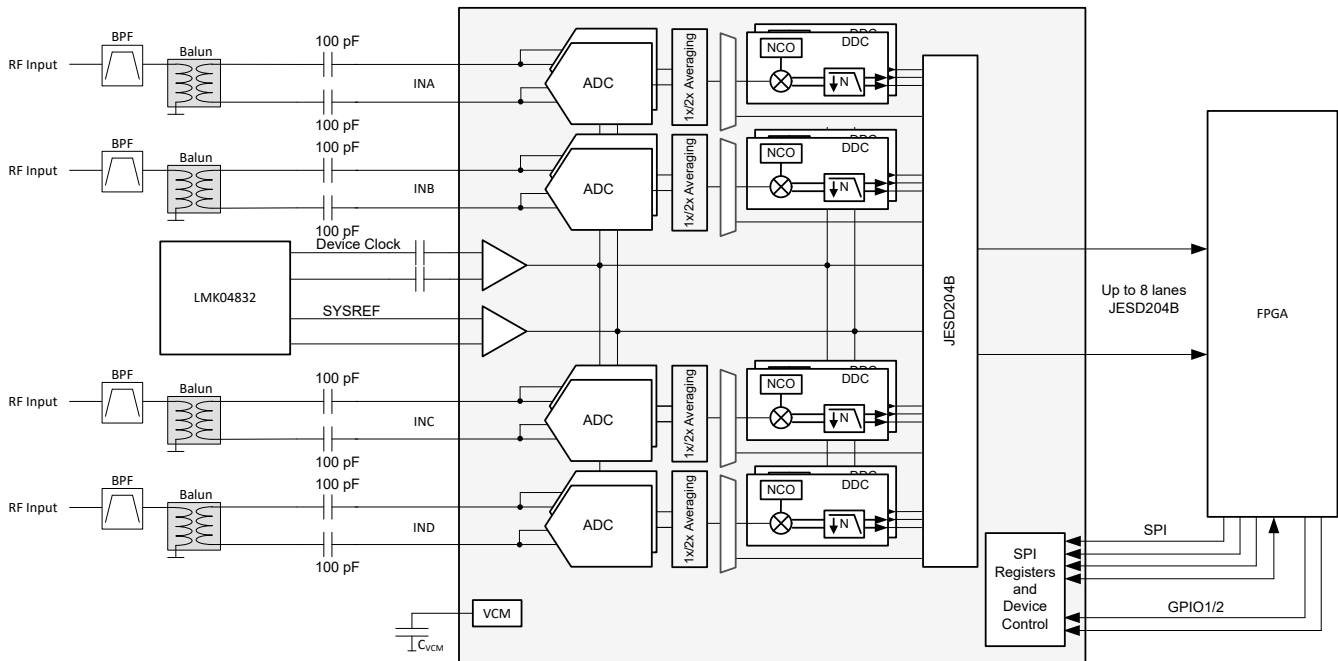 BPF
Balun
100 pF
RF Input
INA
100 pF
ADC
1x/2x Averaging
DDC
DDC
NCO
N
BPF
Balun
100 pF
RF Input
INB
100 pF
ADC
1x/2x Averaging
DDC
DDC
NCO
N
Device Clock
LMK04832
SYSREF
JESD204B
Up to 8 lanes
JESD204B
FPGA
BPF
Balun
100 pF
RF Input
INC
100 pF
ADC
1x/2x Averaging
DDC
DDC
NCO
N
BPF
Balun
100 pF
RF Input
IND
100 pF
ADC
1x/2x Averaging
DDC
DDC
NCO
N
SPI
SPI
Registers
and
Device
Control
GPIO1/2
VCM
CVCM